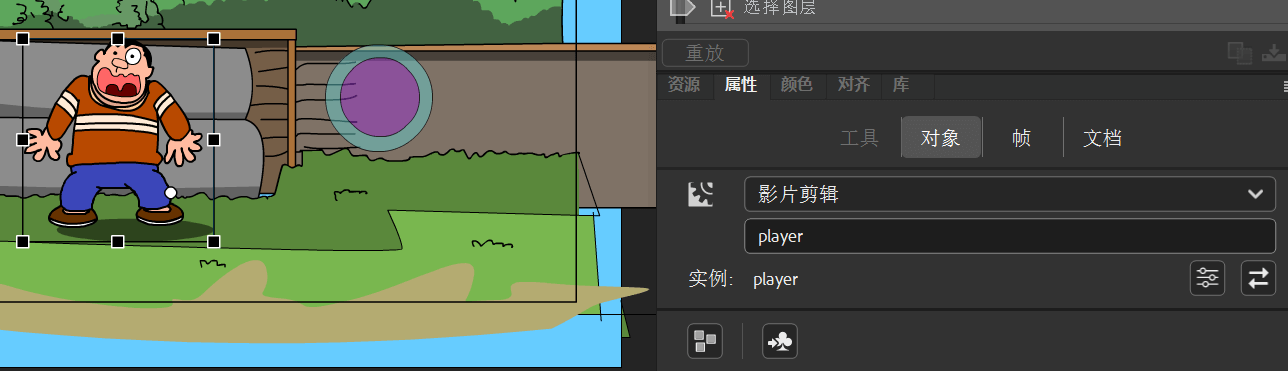 选择图层
重放
资源 属性 颜色 对齐 库
工具 对象 帧 文档
影片剪辑
player
实例: player